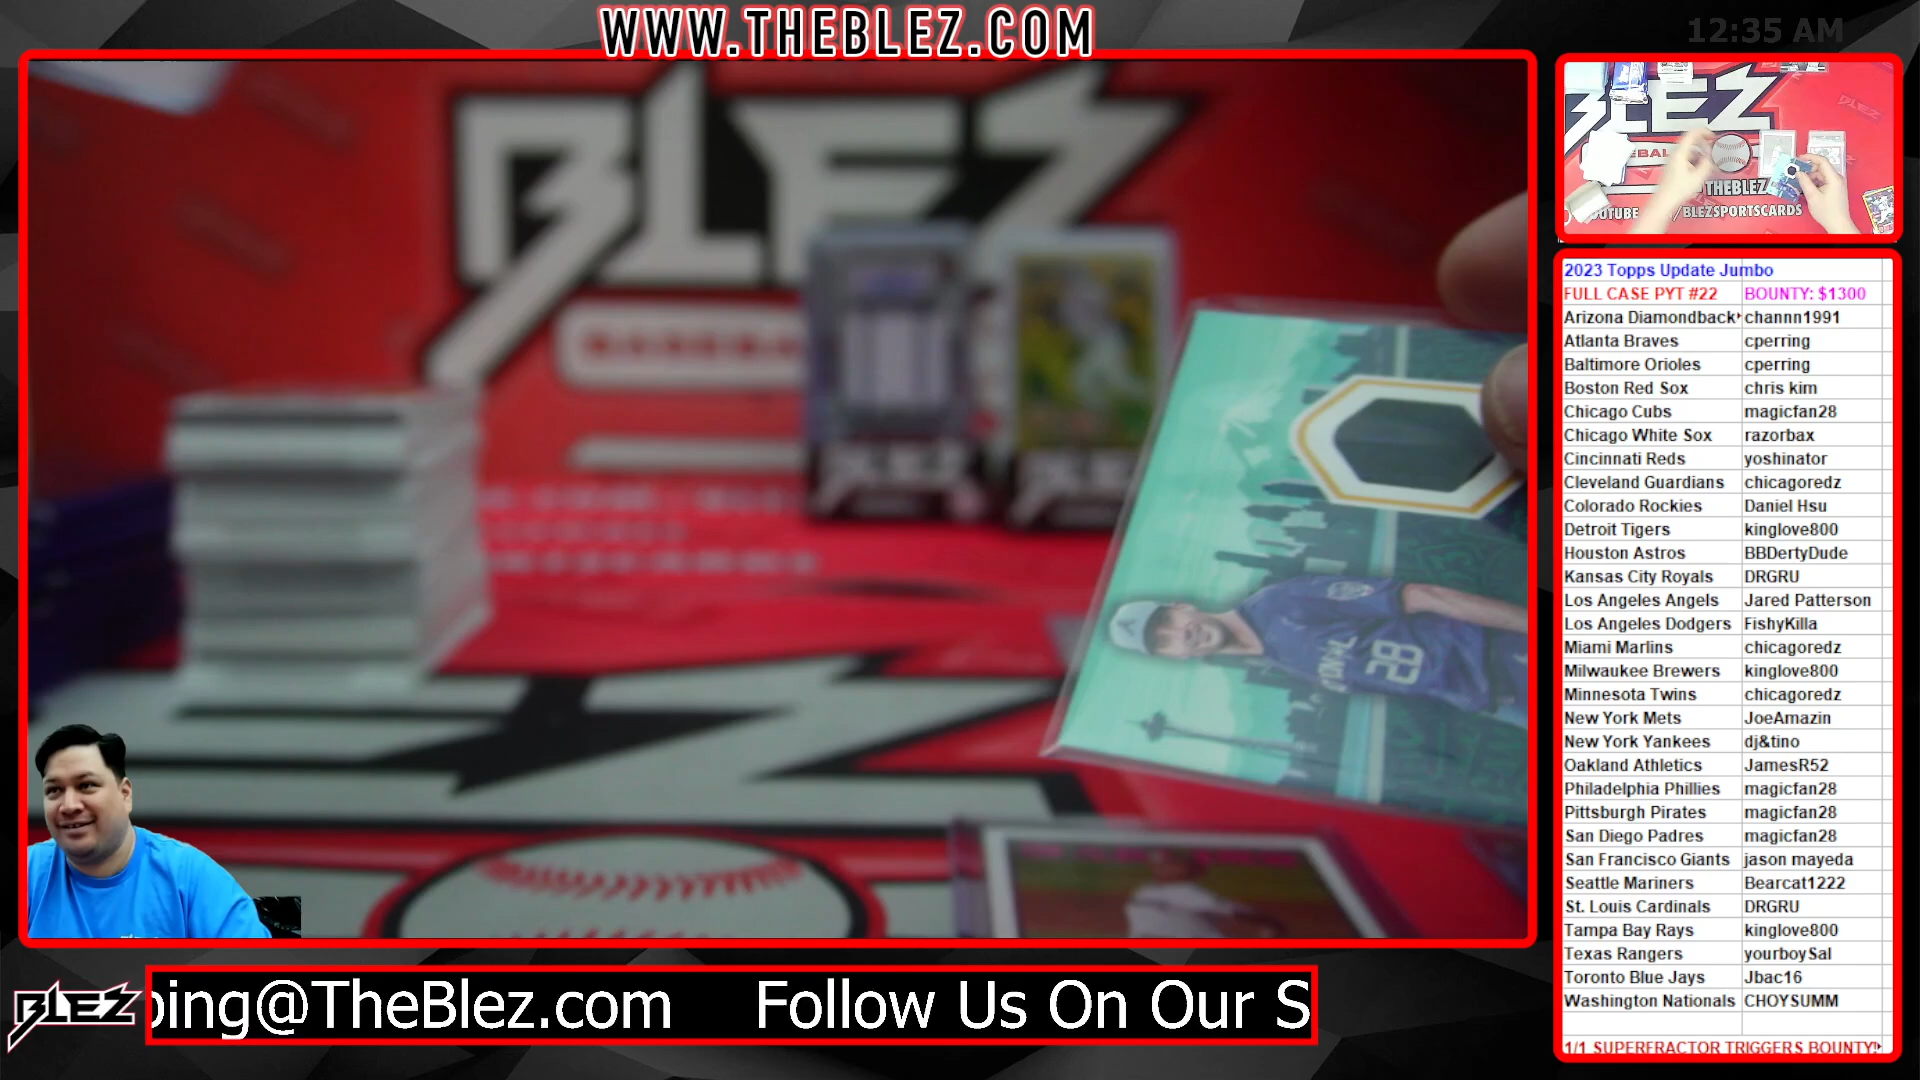 WWW.THEBLEZ.COM
12:35 AM
BLEZ
28
BLEZ
THEBLEZ
/BLEZSPORTSCARDS
2023 Topps Update Jumbo
FULL CASE PYT #22 BOUNTY: $1300
Arizona Diamondback channn1991
Atlanta Braves cperring
Baltimore Orioles cperring
Boston Red Sox chris kim
Chicago Cubs magicfan28
Chicago White Sox razorbax
Cincinnati Reds yoshinator
Cleveland Guardians chicagoredz
Colorado Rockies Daniel Hsu
Detroit Tigers kinglove800
Houston Astros BBDertyDude
Kansas City Royals DRGRU
Los Angeles Angels Jared Patterson
Los Angeles Dodgers FishyKilla
Miami Marlins chicagoredz
Milwaukee Brewers kinglove800
Minnesota Twins chicagoredz
New York Mets JoeAmazin
New York Yankees dj&tino
Oakland Athletics JamesR52
Philadelphia Phillies magicfan28
Pittsburgh Pirates magicfan28
San Diego Padres magicfan28
San Francisco Giants jason mayeda
Seattle Mariners Bearcat1222
St. Louis Cardinals DRGRU
Tampa Bay Rays kinglove800
Texas Rangers yourboySal
Toronto Blue Jays Jbac16
Washington Nationals CHOYSUMM
1/1 SUPERFRACTOR TRIGGERS BOUNTY!
BLEZ
ping@TheBlez.com Follow Us On Our S